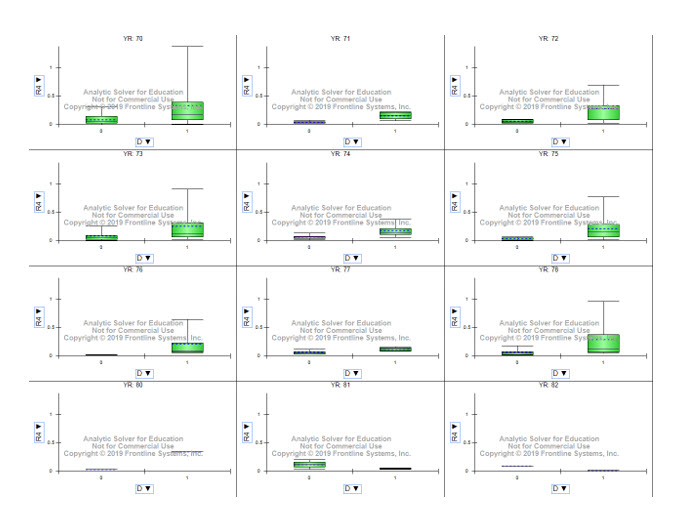 YR: 70
YR: 71
YR: 72
1
0.5
0
R4 ▶
Analytic Solver for Education
Not for Commercial Use
Copyright © 2019 Frontline Systems, Inc.
0
1
D ▼
1
0.5
0
R4 ▶
Analytic Solver for Education
Not for Commercial Use
Copyright © 2019 Frontline Systems, Inc.
0
1
D ▼
1
0.5
0
R4 ▶
Analytic Solver for Education
Not for Commercial Use
Copyright © 2019 Frontline Systems, Inc.
0
1
D ▼
YR: 73
YR: 74
YR: 75
1
0.5
0
R4 ▶
Analytic Solver for Education
Not for Commercial Use
Copyright © 2019 Frontline Systems, Inc.
0
1
D ▼
1
0.5
0
R4 ▶
Analytic Solver for Education
Not for Commercial Use
Copyright © 2019 Frontline Systems, Inc.
0
1
D ▼
1
0.5
0
R4 ▶
Analytic Solver for Education
Not for Commercial Use
Copyright © 2019 Frontline Systems, Inc.
0
1
D ▼
YR: 76
YR: 77
YR: 78
1
0.5
0
R4 ▶
Analytic Solver for Education
Not for Commercial Use
Copyright © 2019 Frontline Systems, Inc.
0
1
D ▼
1
0.5
0
R4 ▶
Analytic Solver for Education
Not for Commercial Use
Copyright © 2019 Frontline Systems, Inc.
0
1
D ▼
1
0.5
0
R4 ▶
Analytic Solver for Education
Not for Commercial Use
Copyright © 2019 Frontline Systems, Inc.
0
1
D ▼
YR: 80
YR: 81
YR: 82
1
0.5
0
R4 ▶
Analytic Solver for Education
Not for Commercial Use
Copyright © 2019 Frontline Systems, Inc.
0
1
D ▼
1
0.5
0
R4 ▶
Analytic Solver for Education
Not for Commercial Use
Copyright © 2019 Frontline Systems, Inc.
0
1
D ▼
1
0.5
0
R4 ▶
Analytic Solver for Education
Not for Commercial Use
Copyright © 2019 Frontline Systems, Inc.
0
1
D ▼